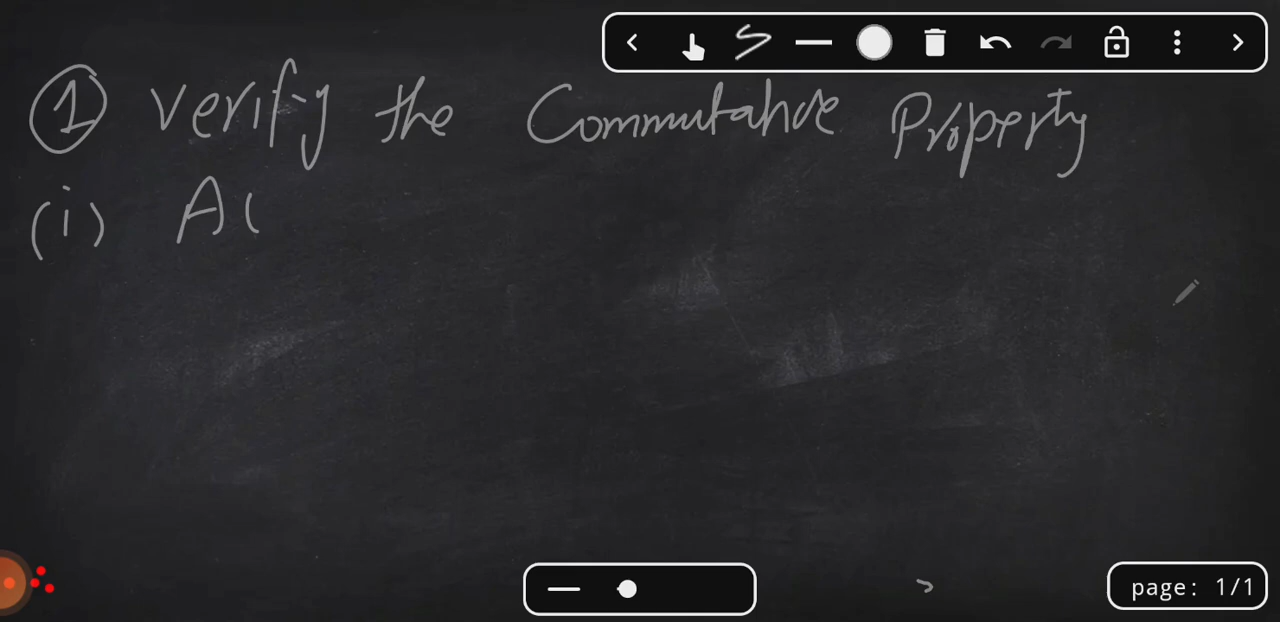 ① Verify the Commutative Property
(i) A(
page: 1/1